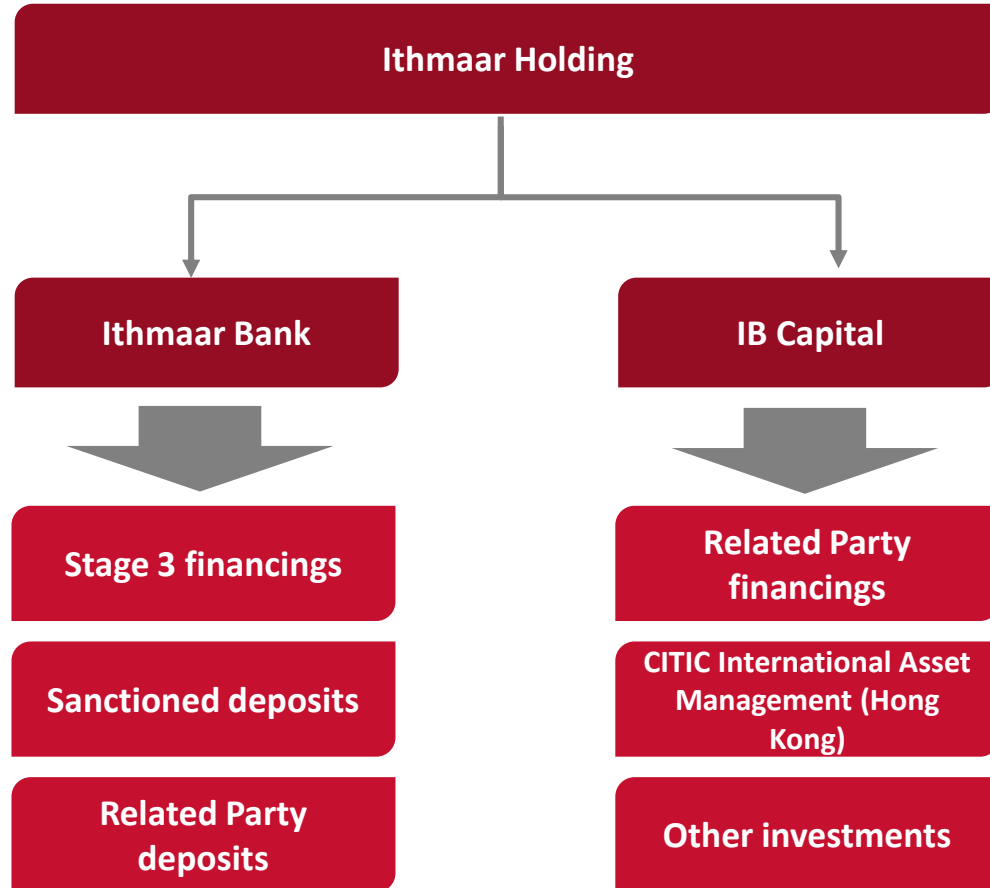 Ithmaar Holding
Ithmaar Bank
IB Capital
Stage 3 financings
Sanctioned deposits
Related Party
deposits
Related Party
financings
CITIC International Asset
Management (Hong
Kong)
Other investments